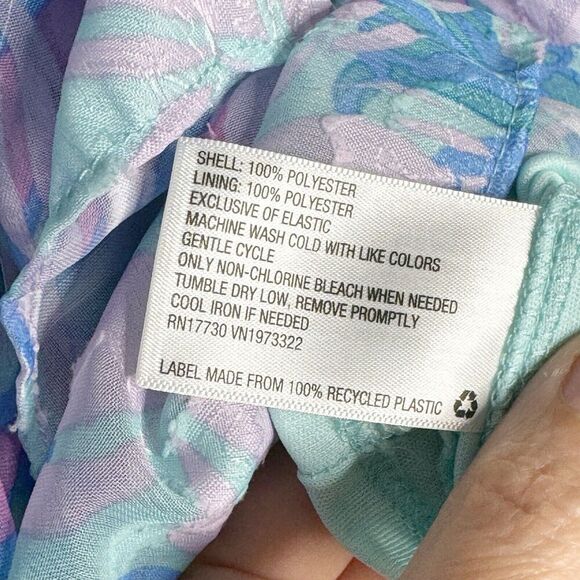 SHELL: 100% POLYESTER
LINING: 100% POLYESTER
EXCLUSIVE OF ELASTIC
MACHINE WASH COLD WITH LIKE COLORS
GENTLE CYCLE
ONLY NON-CHLORINE BLEACH WHEN NEEDED
TUMBLE DRY LOW, REMOVE PROMPTLY
COOL IRON IF NEEDED
RN17730 VN1973322
LABEL MADE FROM 100% RECYCLED PLASTIC